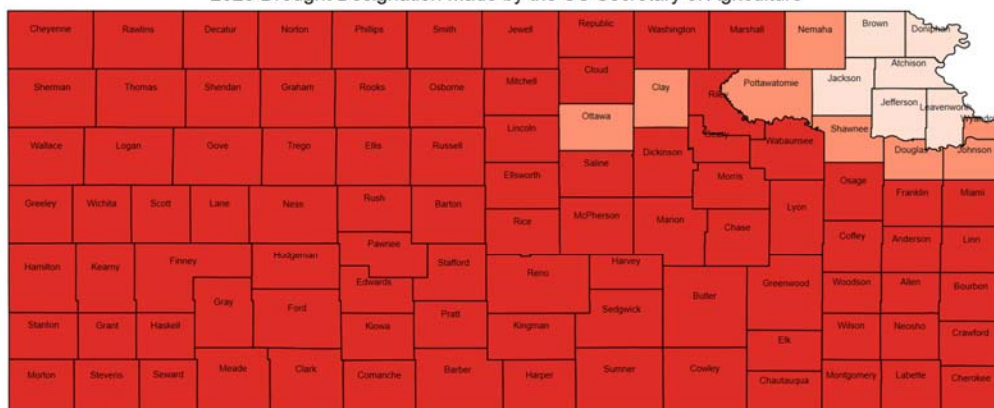 2023 Drought Designation Made by the US Secretary of Agriculture
Cheyenne Rawlins Decatur Norton Phillips Smith Jewell Republic Washington Marshall Nemaha Brown Doniphan
Sherman Thomas Sheridan Graham Rooks Osborne Mitchell Cloud Clay Riley Pottawatomie Jackson Atchison
Jefferson Leavenworth Wyandotte
Wallace Logan Gove Trego Ellis Russell Lincoln Ottawa Geary Wabaunsee Shawnee Douglas Johnson
Ellsworth Saline Dickinson Morris Osage Franklin Miami
Greeley Wichita Scott Lane Ness Rush Barton Rice McPherson Marion Chase Lyon Coffey Anderson Linn
Hamilton Kearny Finney Hodgeman Pawnee Stafford Reno Harvey Butler Greenwood Woodson Allen Bourbon
Gray Ford Edwards Sedgwick
Stanton Grant Haskell Kiowa Pratt Kingman Elk Wilson Neosho Crawford
Morton Stevens Seward Meade Clark Comanche Barber Harper Sumner Cowley Chautauqua Montgomery Labette Cherokee